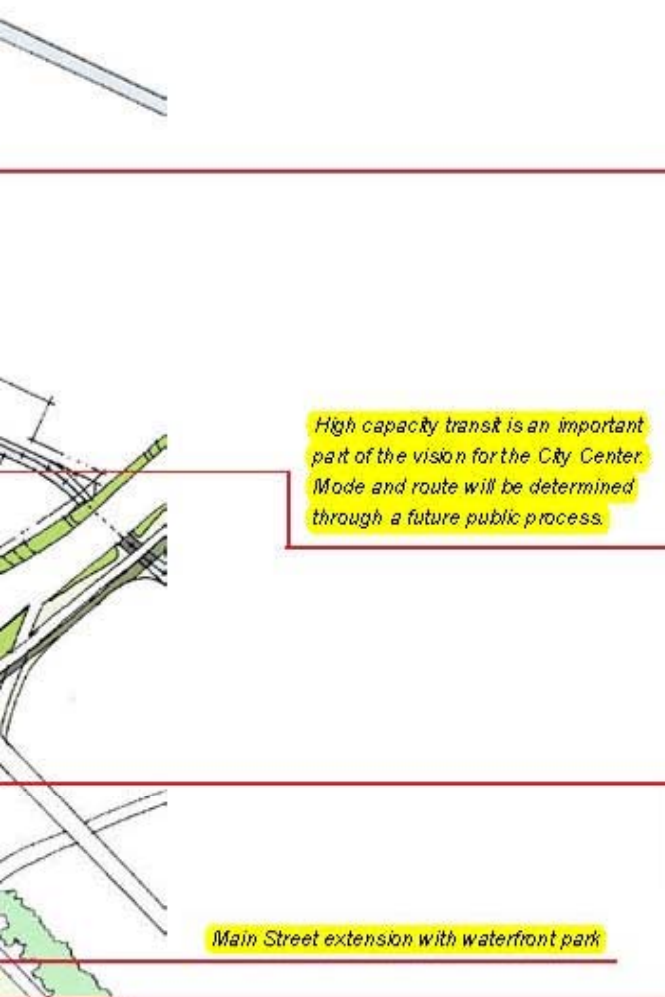 High capacity transit is an important
part of the vision for the City Center.
Mode and route will be determined
through a future public process.
Main Street extension with waterfront park